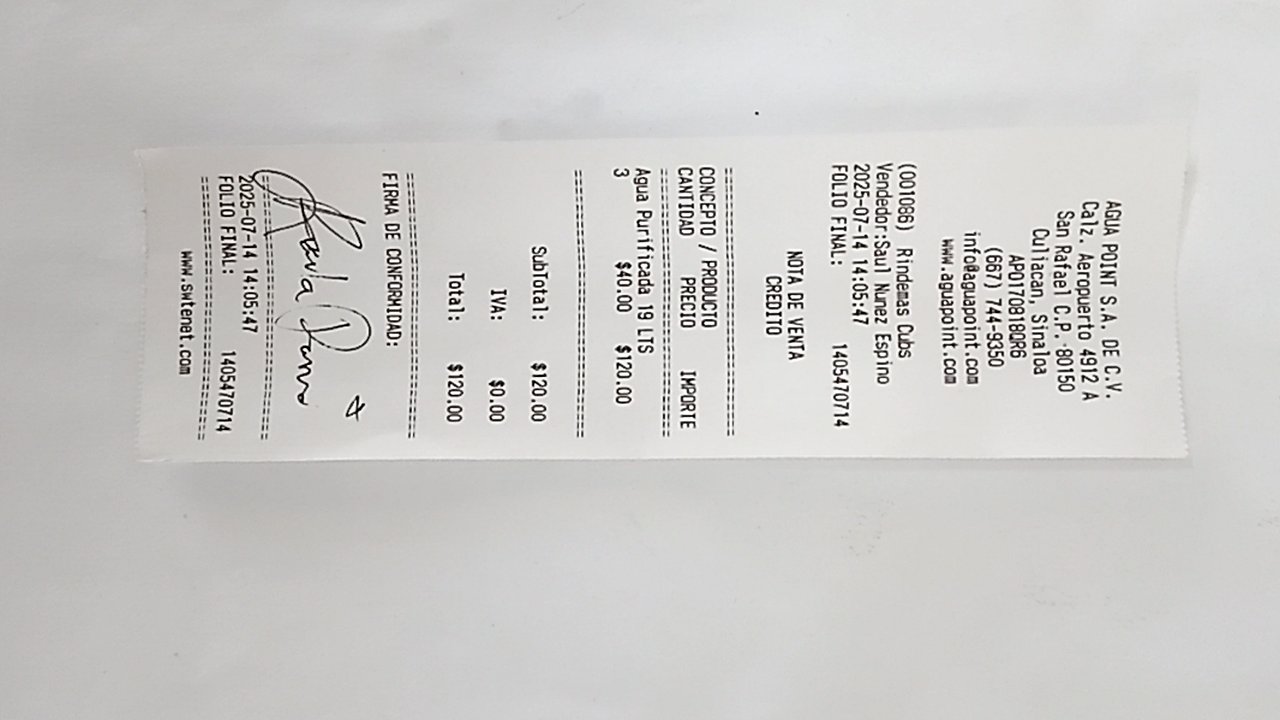 AGUA POINT S.A. DE C.V.
Calz. Aeropuerto 4912 A
San Rafael C.P. 80150
Culiacan, Sinaloa
APO170818QR6
(667) 744-9350
info@aguapoint.com
www.aguapoint.com
(001086) Rindemas Cubs
Vendedor:Saul Nunez Espino
2025-07-14 14:05:47
FOLIO FINAL: 1405470714
NOTA DE VENTA
CREDITO
==========================
CONCEPTO / PRODUCTO
CANTIDAD PRECIO IMPORTE
==========================
Agua Purificada 19 LTS
3 $40.00 $120.00
==========================
SubTotal: $120.00
IVA: $0.00
Total: $120.00
==========================
FIRMA DE CONFORMIDAD:
Paula
==========================
2025-07-14 14:05:47
FOLIO FINAL: 1405470714
==========================
www.swtenet.com